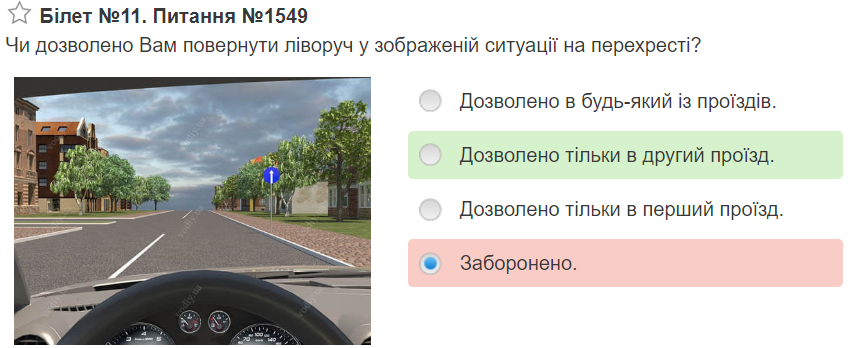 Білет №11. Питання №1549
Чи дозволено Вам повернути ліворуч у зображеній ситуації на перехресті?
Дозволено в будь-який із проїздів.
Дозволено тільки в другий проїзд.
Дозволено тільки в перший проїзд.
Заборонено.